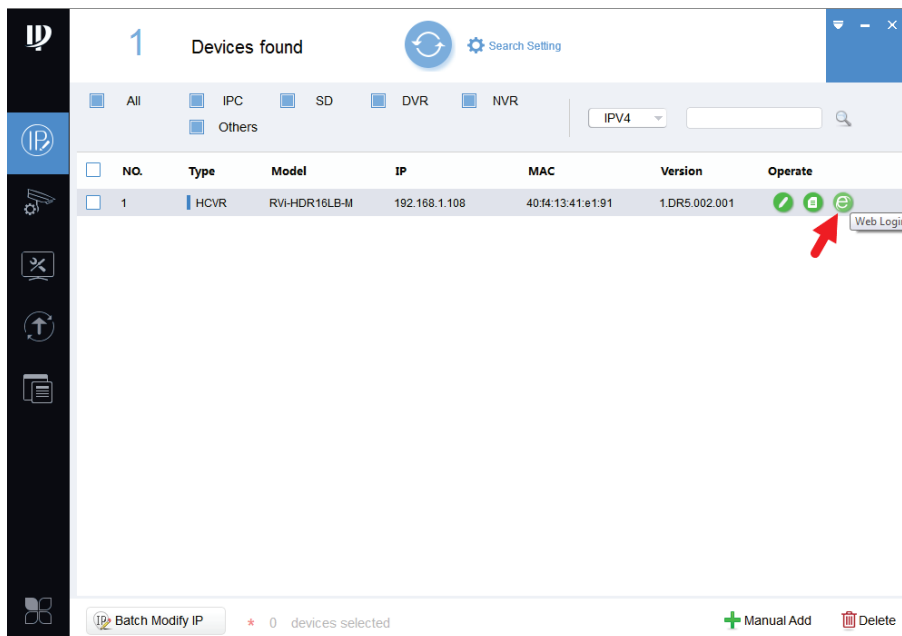 1 Devices found Search Setting
All IPC SD DVR NVR
IPV4
Others
NO. Type Model IP MAC Version Operate
1 HCVR RVi-HDR16LB-M 192.168.1.108 40:f4:13:41:e1:91 1.DR5.002.001
Web Login
Batch Modify IP * 0 devices selected Manual Add Delete